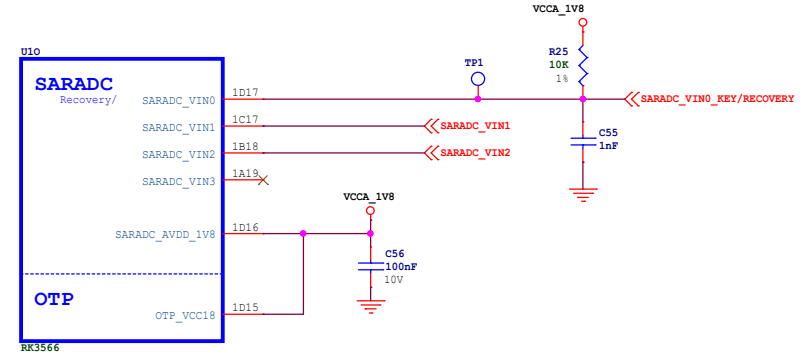 VCCA_1V8
U1O
R25
10K
1%
TP1
SARADC
Recovery/
SARADC_VIN0
1D17
SARADC_VIN0_KEY/RECOVERY
SARADC_VIN1
1C17
SARADC_VIN1
C55
1nF
SARADC_VIN2
1B18
SARADC_VIN2
SARADC_VIN3
1A19
VCCA_1V8
SARADC_AVDD_1V8
1D16
C56
100nF
10V
OTP
OTP_VCC18
1D15
RK3566